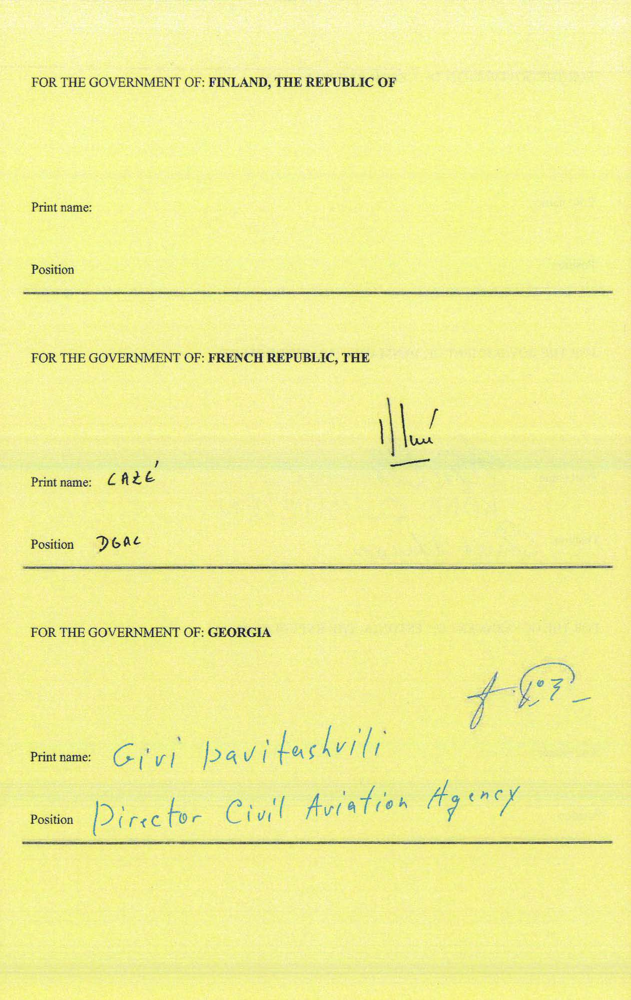 FOR THE GOVERNMENT OF: FINLAND, THE REPUBLIC OF
Print name:
Position
FOR THE GOVERNMENT OF: FRENCH REPUBLIC, THE
Print name: CAZÉ
Position DGAC
FOR THE GOVERNMENT OF: GEORGIA
Print name: Givi Davitashvili
Position Director Civil Aviation Agency